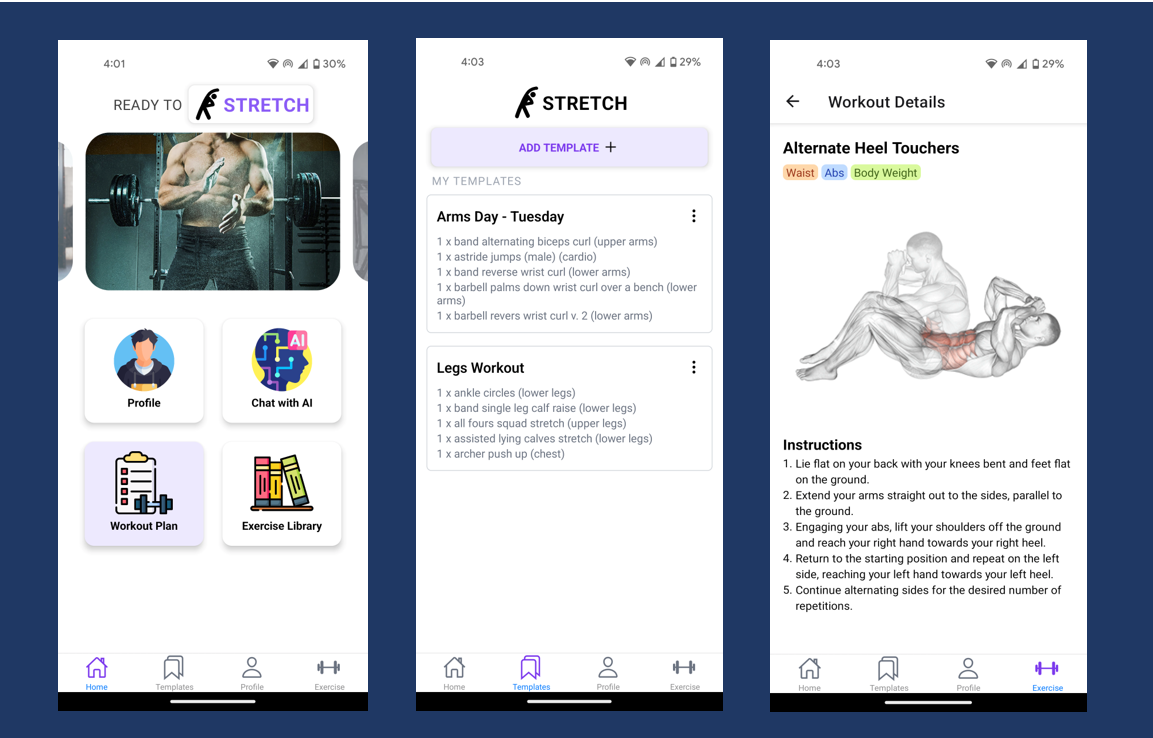 4:01
30%
READY TO STRETCH
Profile
AI
Chat with AI
Workout Plan
Exercise Library
Home
Templates
Profile
Exercise
4:03
29%
STRETCH
ADD TEMPLATE +
MY TEMPLATES
Arms Day - Tuesday
1 x band alternating biceps curl (upper arms)
1 x astride jumps (male) (cardio)
1 x band reverse wrist curl (lower arms)
1 x barbell palms down wrist curl over a bench (lower
arms)
1 x barbell revers wrist curl v. 2 (lower arms)
Legs Workout
1 x ankle circles (lower legs)
1 x band single leg calf raise (lower legs)
1 x all fours squad stretch (upper legs)
1 x assisted lying calves stretch (lower legs)
1 x archer push up (chest)
Home
Templates
Profile
Exercise
4:03
29%
Workout Details
Alternate Heel Touchers
Waist Abs Body Weight
Instructions
1. Lie flat on your back with your knees bent and feet flat
on the ground.
2. Extend your arms straight out to the sides, parallel to
the ground.
3. Engaging your abs, lift your shoulders off the ground
and reach your right hand towards your right heel.
4. Return to the starting position and repeat on the left
side, reaching your left hand towards your left heel.
5. Continue alternating sides for the desired number of
repetitions.
Home
Templates
Profile
Exercise